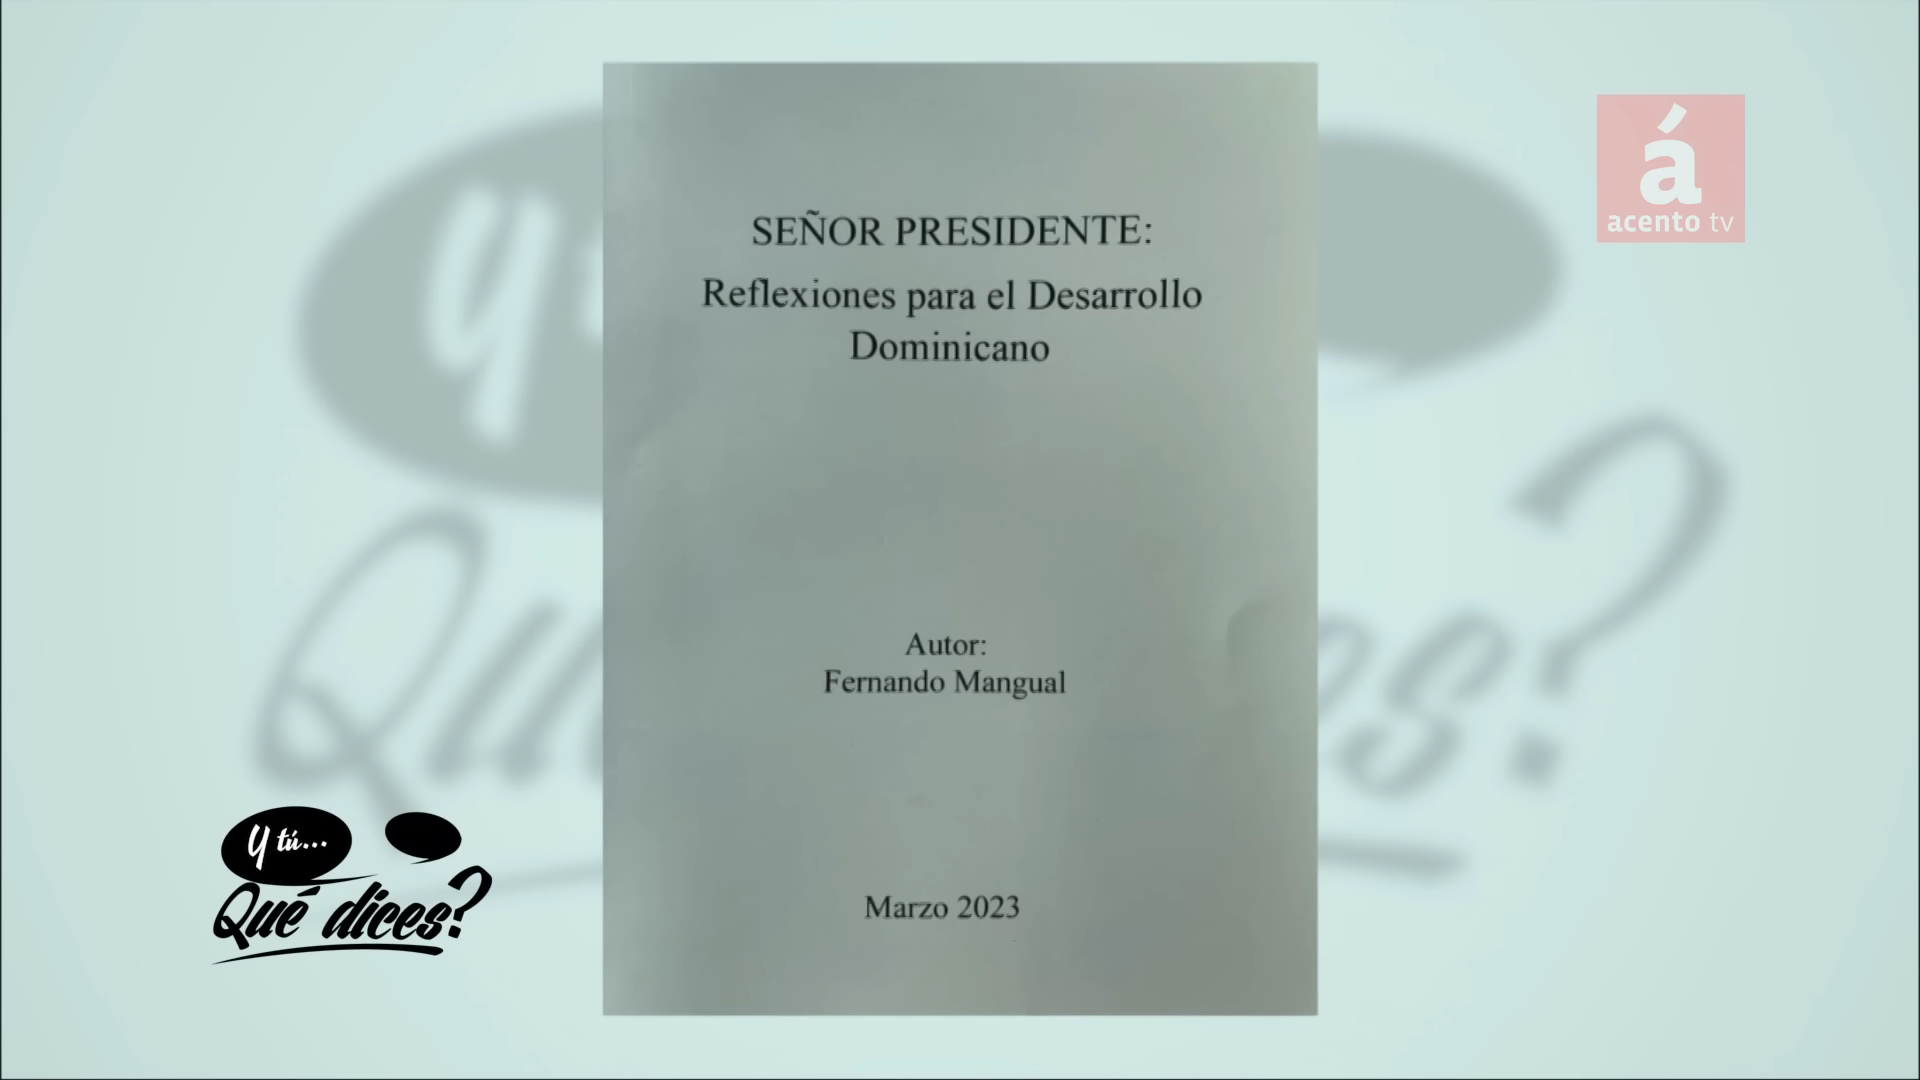 SEÑOR PRESIDENTE:
Reflexiones para el Desarrollo
Dominicano
Autor:
Fernando Mangual
Marzo 2023
á
acento tv
Y tú...
Qué dices?